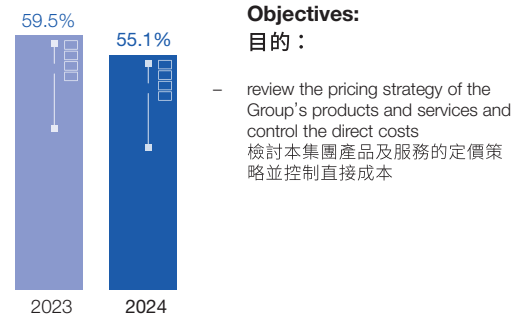 59.5%
55.1%
2023
2024
Objectives:
目的：
– review the pricing strategy of the
Group's products and services and
control the direct costs
檢討本集團產品及服務的定價策
略並控制直接成本